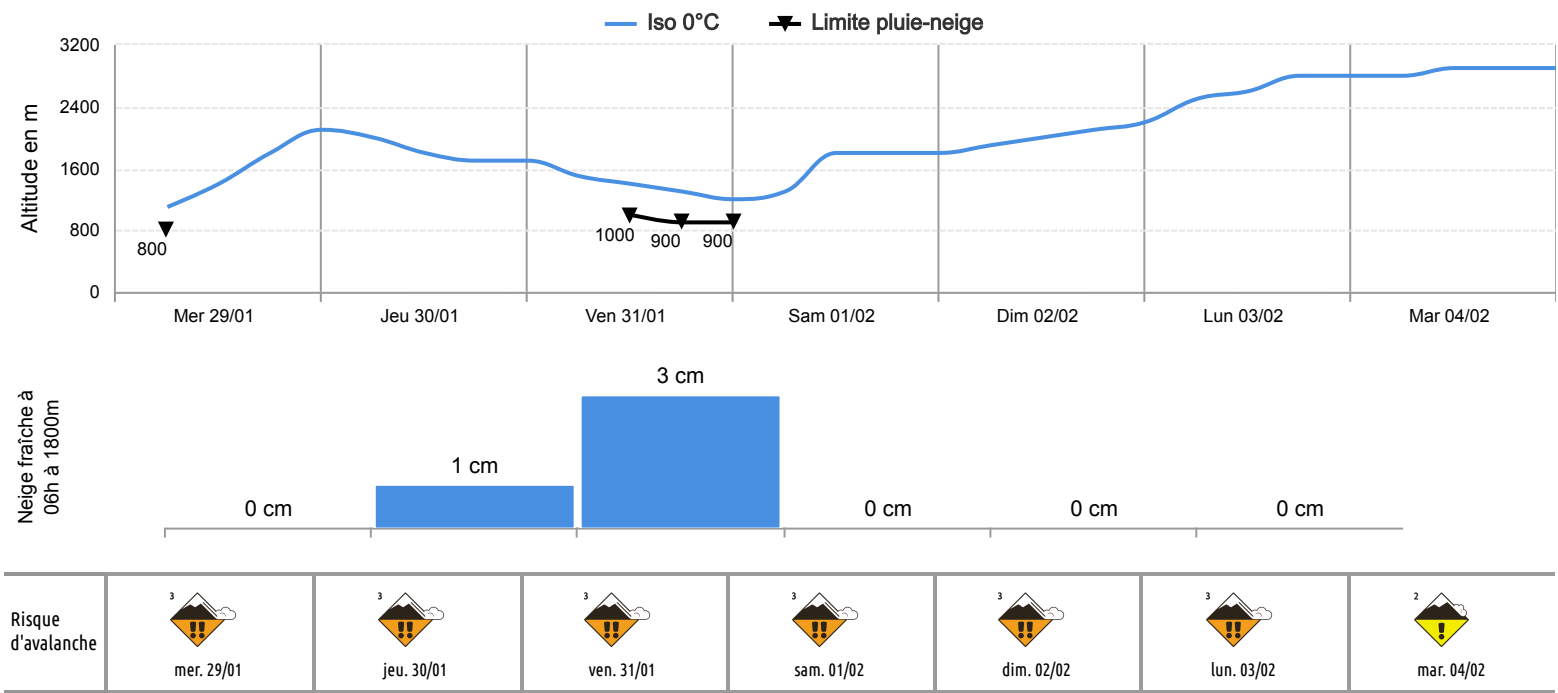 Iso 0°C Limite pluie-neige
Altitude en m
3200
2400
1600
800
0
800
1000
900
900
Mer 29/01 Jeu 30/01 Ven 31/01 Sam 01/02 Dim 02/02 Lun 03/02 Mar 04/02
Neige fraîche à
06h à 1800m
0 cm 1 cm 3 cm 0 cm 0 cm 0 cm
Risque
d'avalanche
3 3 3 3 3 3 2
!! !! !! !! !! !! !
mer. 29/01 jeu. 30/01 ven. 31/01 sam. 01/02 dim. 02/02 lun. 03/02 mar. 04/02